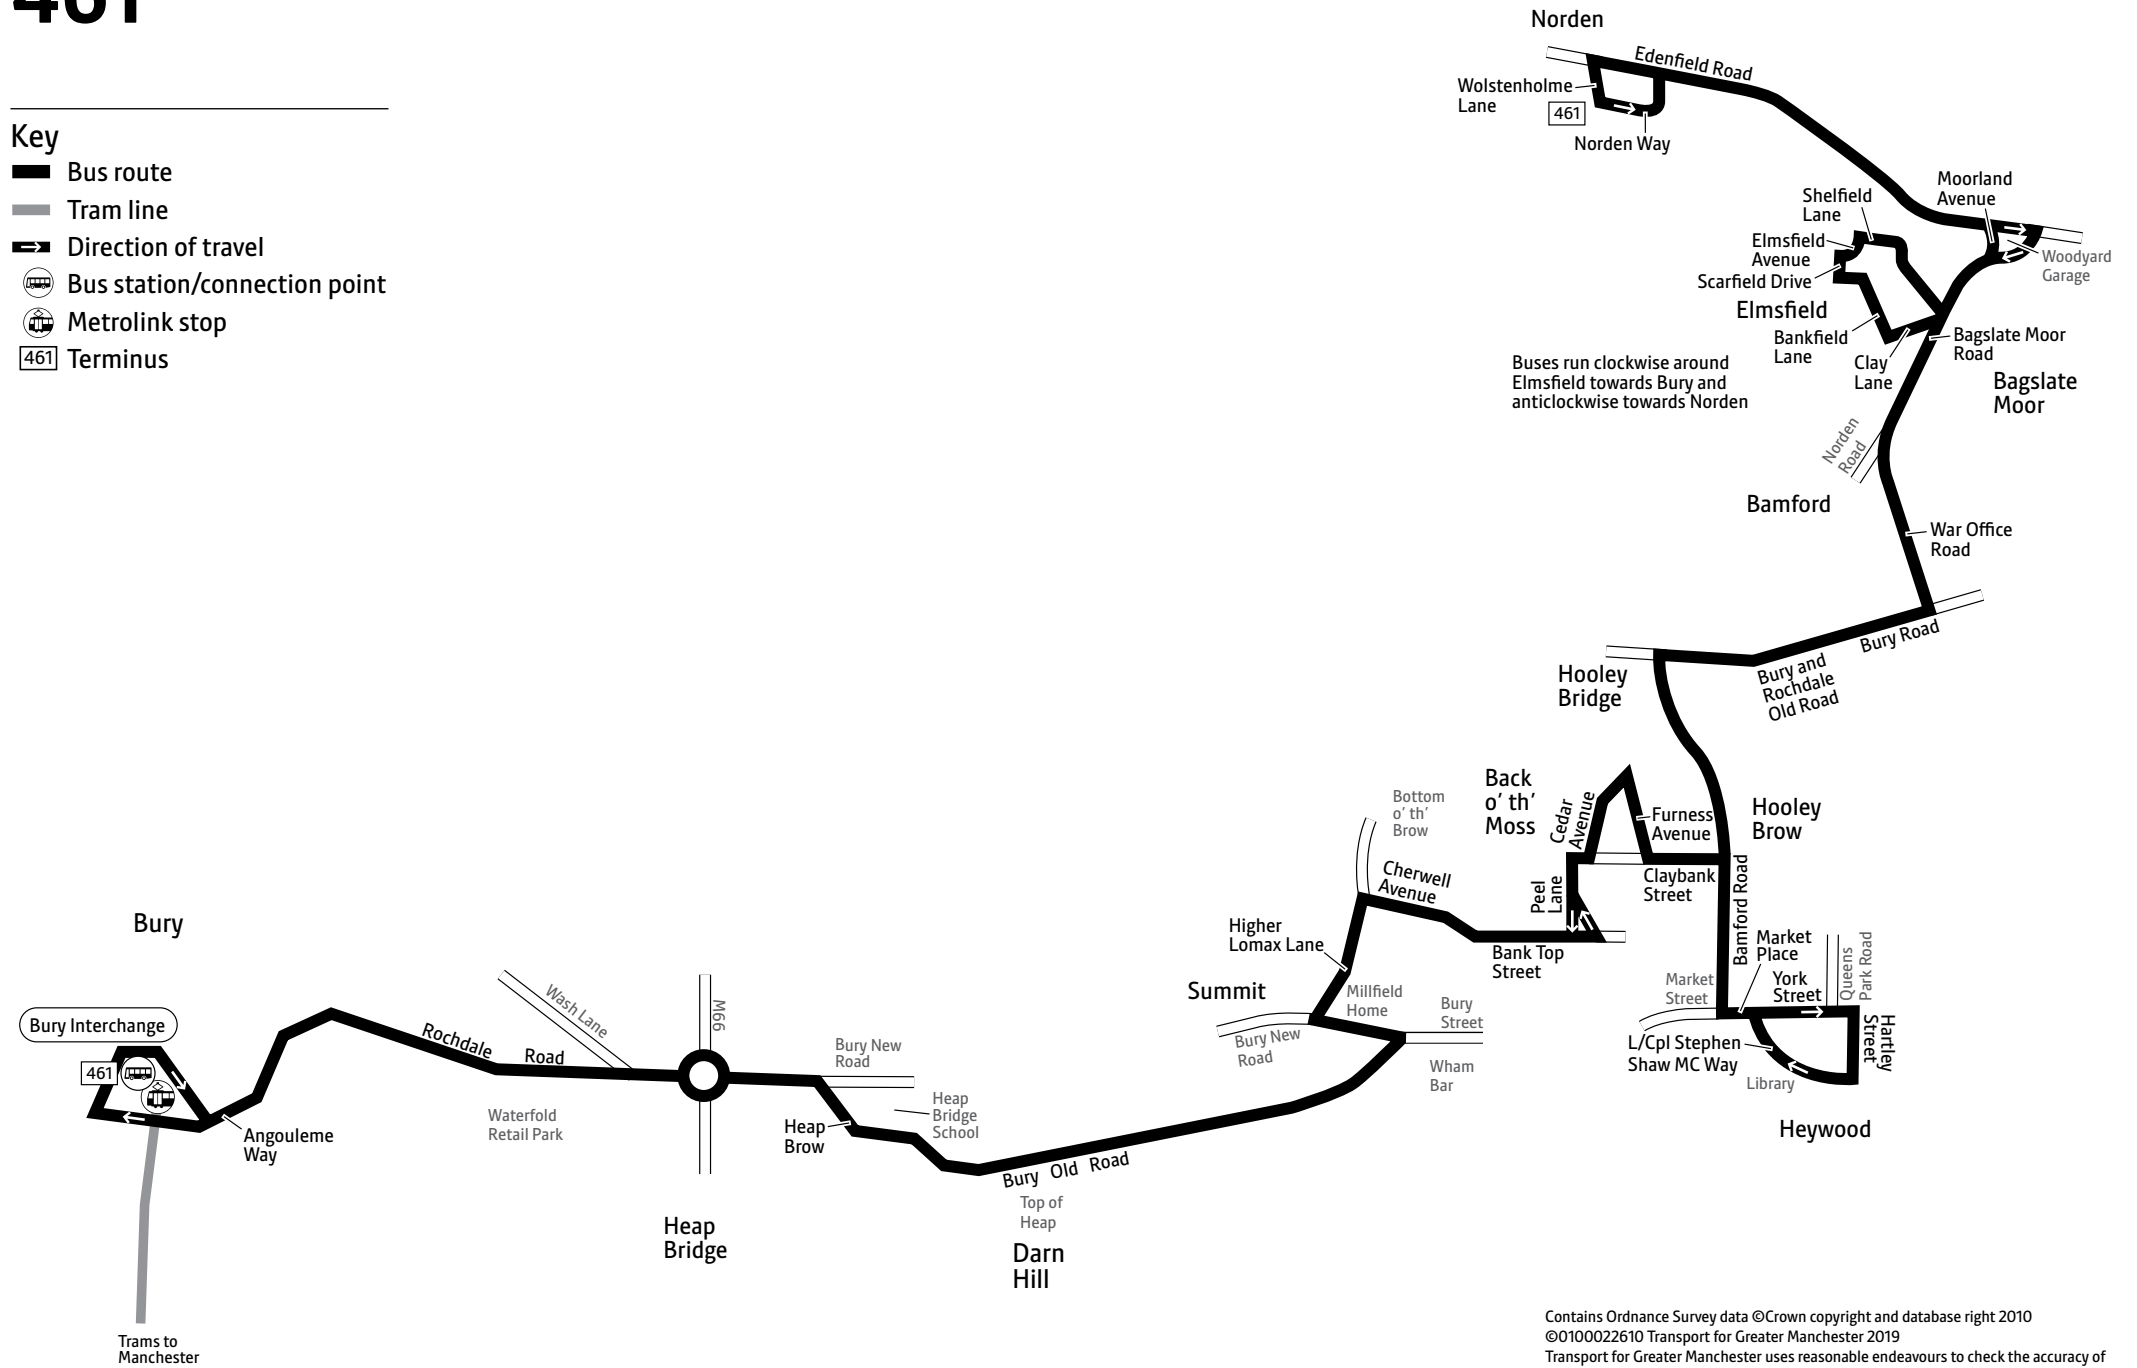 461
Key
Bus route
Tram line
Direction of travel
Bus station/connection point
Metrolink stop
461 Terminus
Norden
Edenfield Road
Wolstenholme
Lane
461
Norden Way
Moorland
Avenue
Shelfield
Lane
Elmsfield
Avenue
Scarfield Drive
Elmsfield
Bankfield
Lane
Clay
Lane
Woodyard
Garage
Bagslate Moor
Road
Bagslate
Moor
Buses run clockwise around
Elmsfield towards Bury and
anticlockwise towards Norden
Norden
Road
Bamford
War Office
Road
Bury Road
Bury and
Rochdale
Old Road
Hooley
Bridge
Back
o' th'
Moss
Cedar
Avenue
Furness
Avenue
Hooley
Brow
Bottom
o' th'
Brow
Cherwell
Avenue
Peel
Lane
Claybank
Street
Bamford Road
Higher
Lomax Lane
Bank Top
Street
Market
Place
York
Street
Queens
Park Road
Market
Street
Hartley
Street
L/Cpl Stephen
Shaw MC Way
Library
Heywood
Summit
Millfield
Home
Bury
Street
Bury New
Road
Wham
Bar
Bury
Bury Interchange
461
Angouleme
Way
Rochdale Road
Wash Lane
M66
Waterfold
Retail Park
Bury New
Road
Heap
Bridge
School
Heap
Brow
Bury Old Road
Top of
Heap
Heap
Bridge
Darn
Hill
Trams to
Manchester
Contains Ordnance Survey data ©Crown copyright and database right 2010
©0100022610 Transport for Greater Manchester 2019
Transport for Greater Manchester uses reasonable endeavours to check the accuracy of